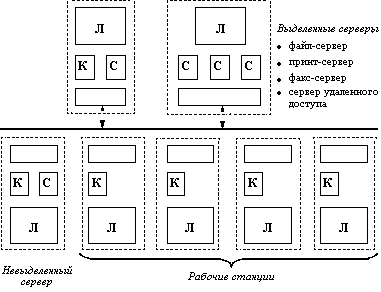 Л
Л
Выделенные серверы
• файл-сервер
К С
С С С
• принт-сервер
• факс-сервер
• сервер удаленного
доступа
К С
К
К
К
К
Л
Л
Л
Л
Л
Невыделенный
сервер
Рабочие станции